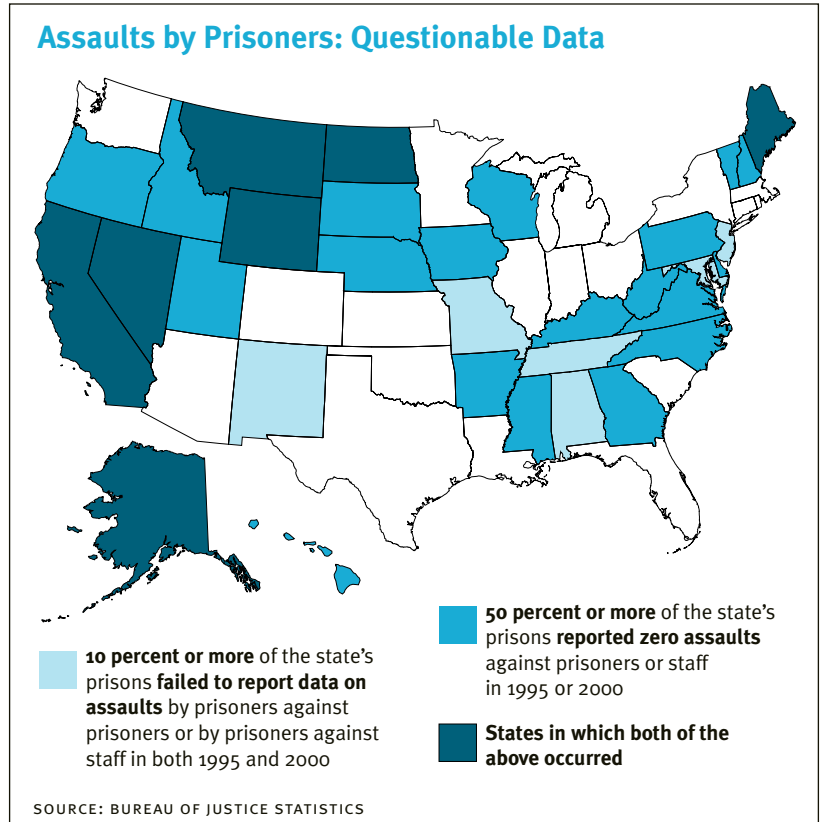 Assaults by Prisoners: Questionable Data
10 percent or more of the state's
prisons failed to report data on
assaults by prisoners against
prisoners or by prisoners against
staff in both 1995 and 2000
50 percent or more of the state's
prisons reported zero assaults
against prisoners or staff
in 1995 or 2000
States in which both of the
above occurred
SOURCE: BUREAU OF JUSTICE STATISTICS